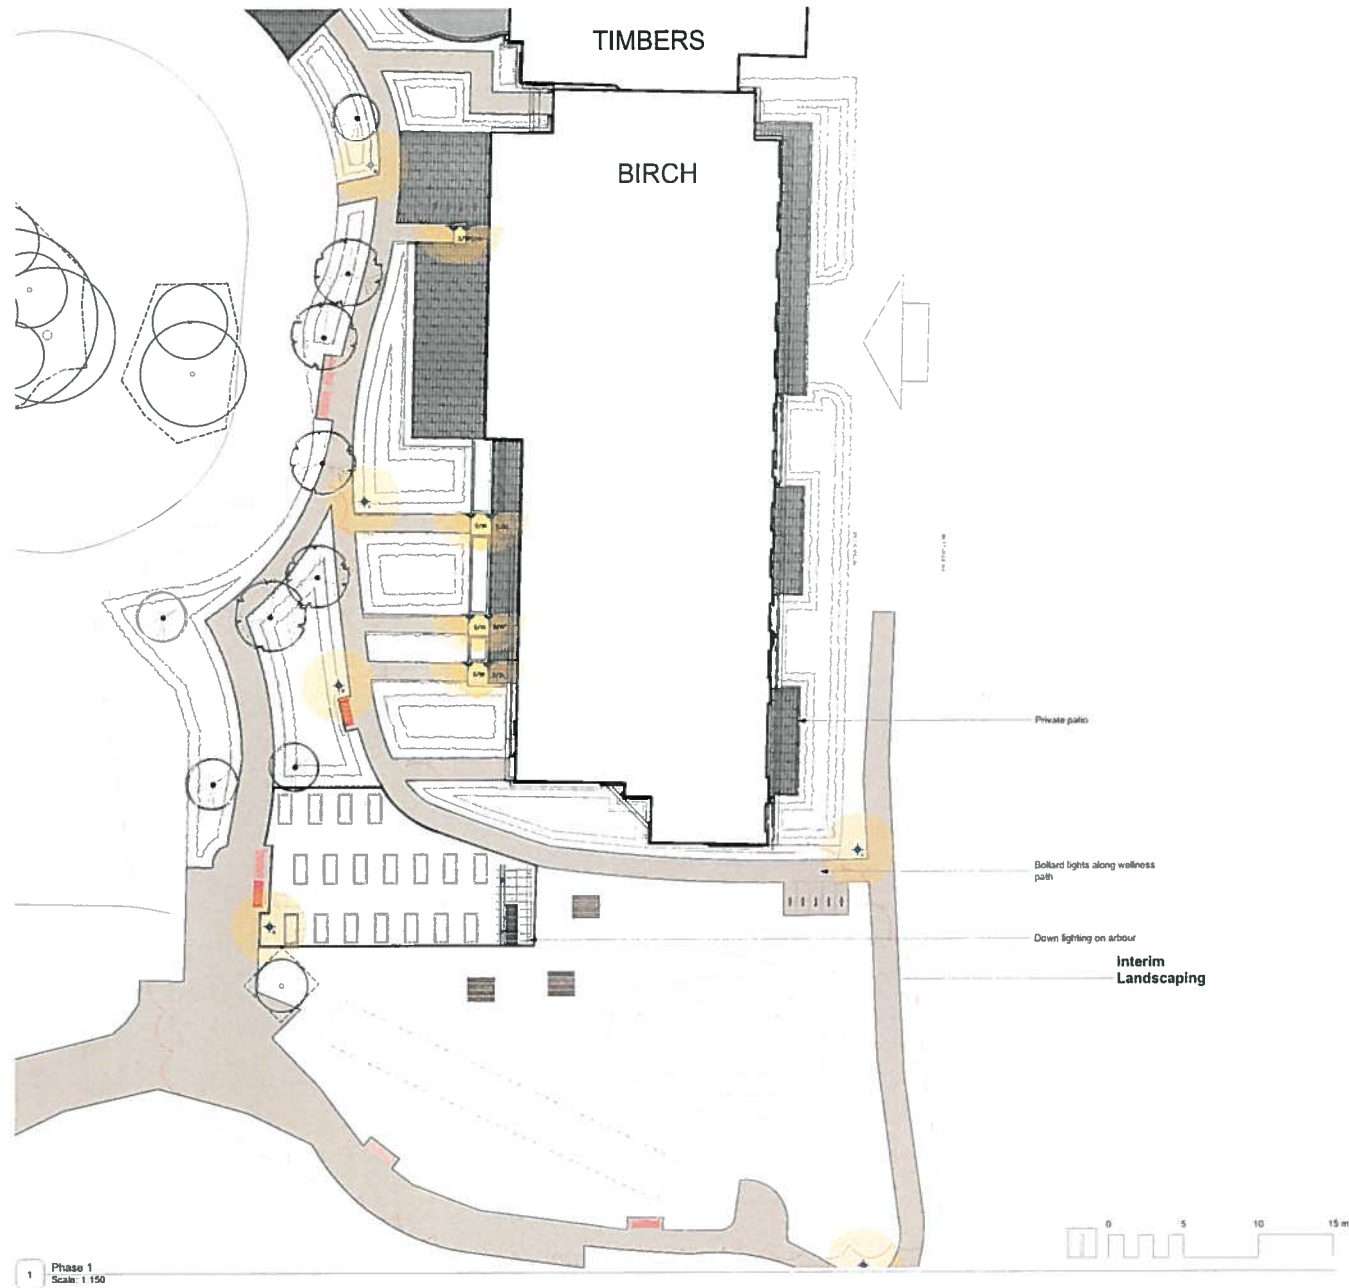 TIMBERS
BIRCH
Private patio
Bollard lights along wellness
path
Down lighting on arbour
Interim
Landscaping
0 5 10 15 m
1
Phase 1
Scale: 1:150